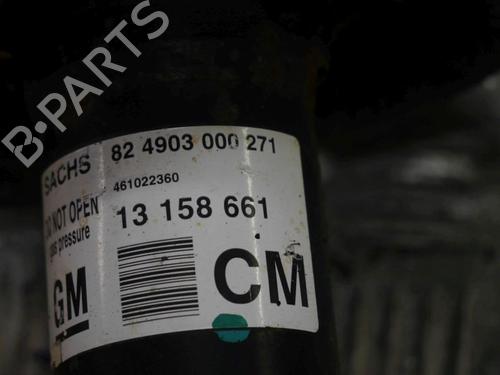 B-PARTS
SACHS 82 4903 000 271
461022360
DO NOT OPEN 13 158 661
gas pressure
GM CM